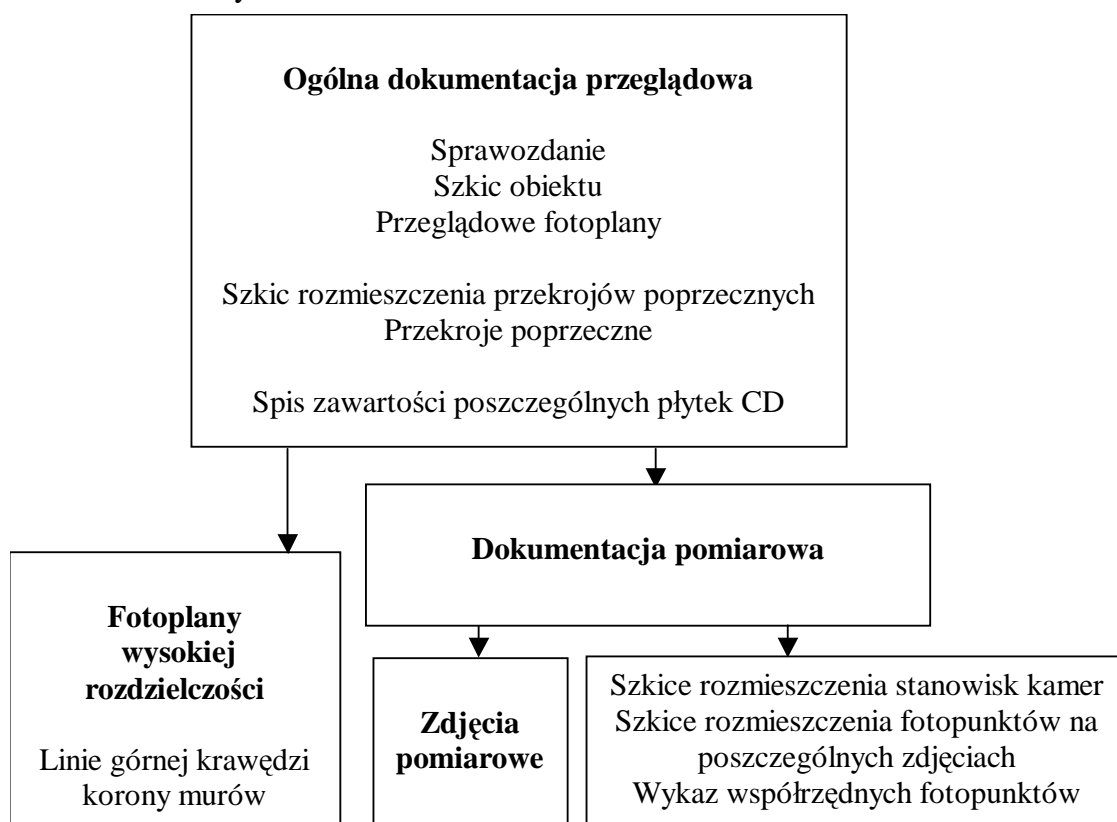 Ogólna dokumentacja przeglądowa
Sprawozdanie
Szkic obiektu
Przeglądowe fotoplany
Szkic rozmieszczenia przekrojów poprzecznych
Przekroje poprzeczne
Spis zawartości poszczególnych płytek CD
Dokumentacja pomiarowa
Fotoplany
wysokiej
rozdzielczości
Linie górnej krawędzi
korony murów
Zdjęcia
pomiarowe
Szkice rozmieszczenia stanowisk kamer
Szkice rozmieszczenia fotopunktów na
poszczególnych zdjęciach
Wykaz współrzędnych fotopunktów